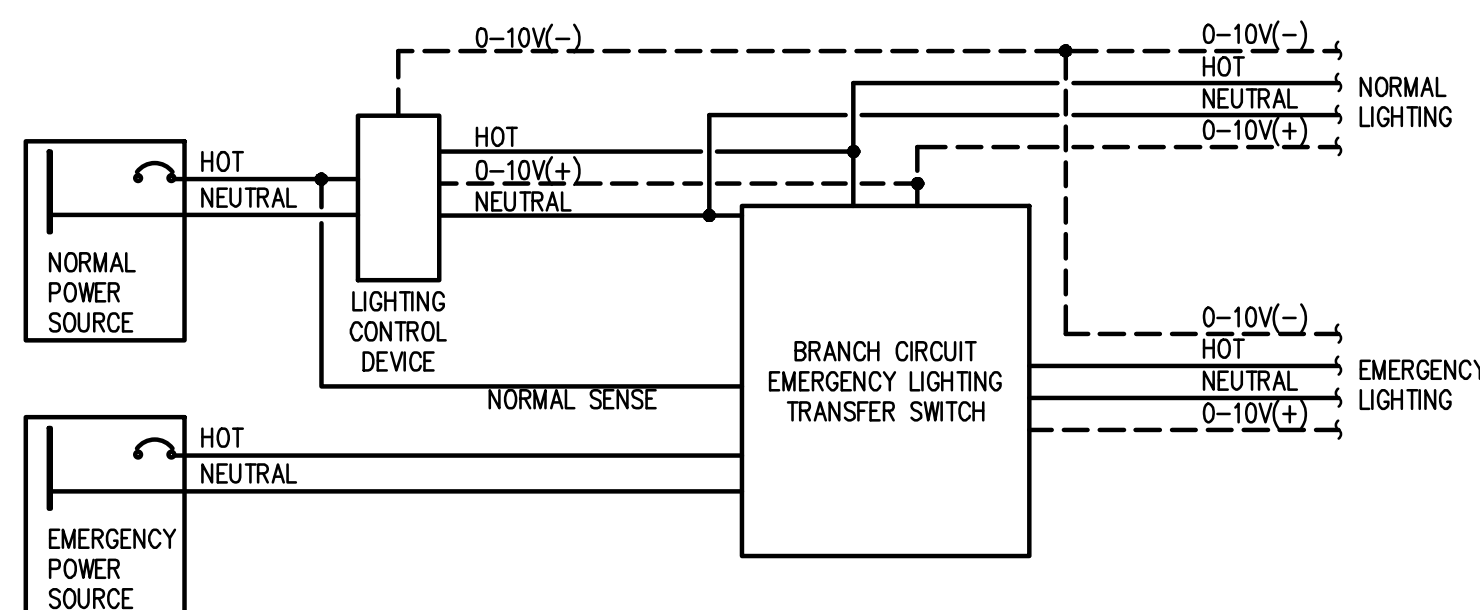 0-10V(-)
0-10V(-)
HOT
NEUTRAL
0-10V(+)
NORMAL
LIGHTING
HOT
0-10V(+)
NEUTRAL
HOT
NEUTRAL
NORMAL
POWER
SOURCE
LIGHTING
CONTROL
DEVICE
NORMAL SENSE
BRANCH CIRCUIT
EMERGENCY LIGHTING
TRANSFER SWITCH
0-10V(-)
HOT
NEUTRAL
0-10V(+)
EMERGENCY
LIGHTING
HOT
NEUTRAL
EMERGENCY
POWER
SOURCE